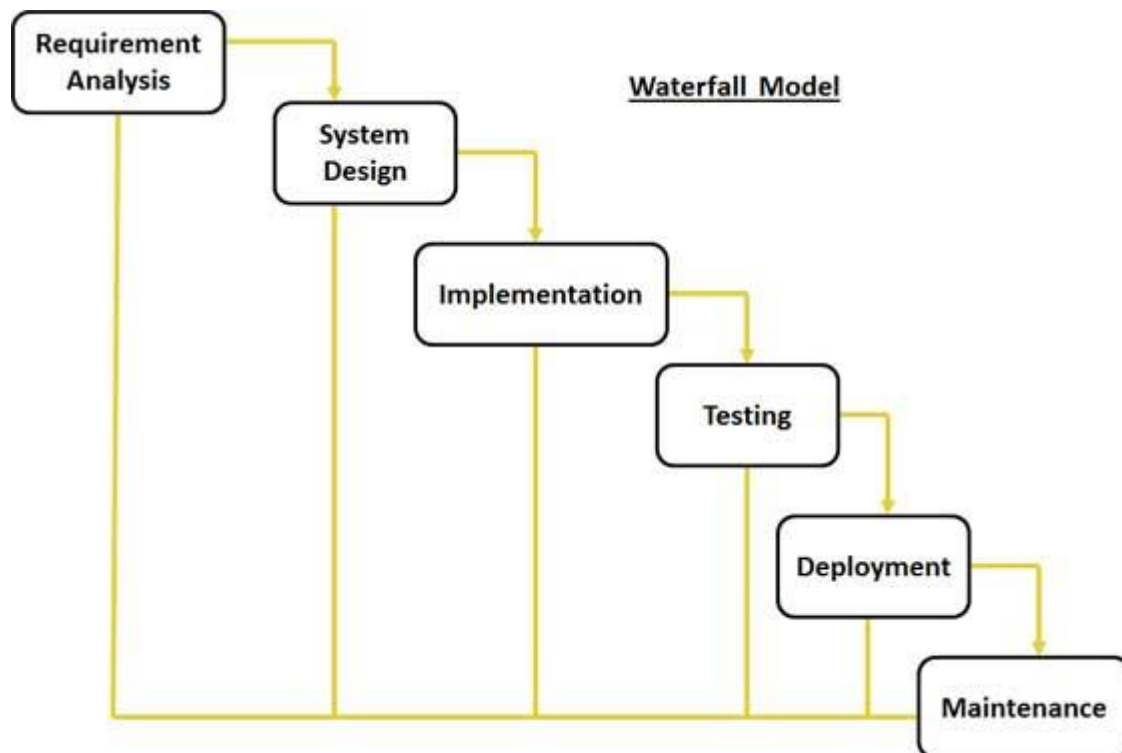 Requirement
Analysis
Waterfall Model
System
Design
Implementation
Testing
Deployment
Maintenance